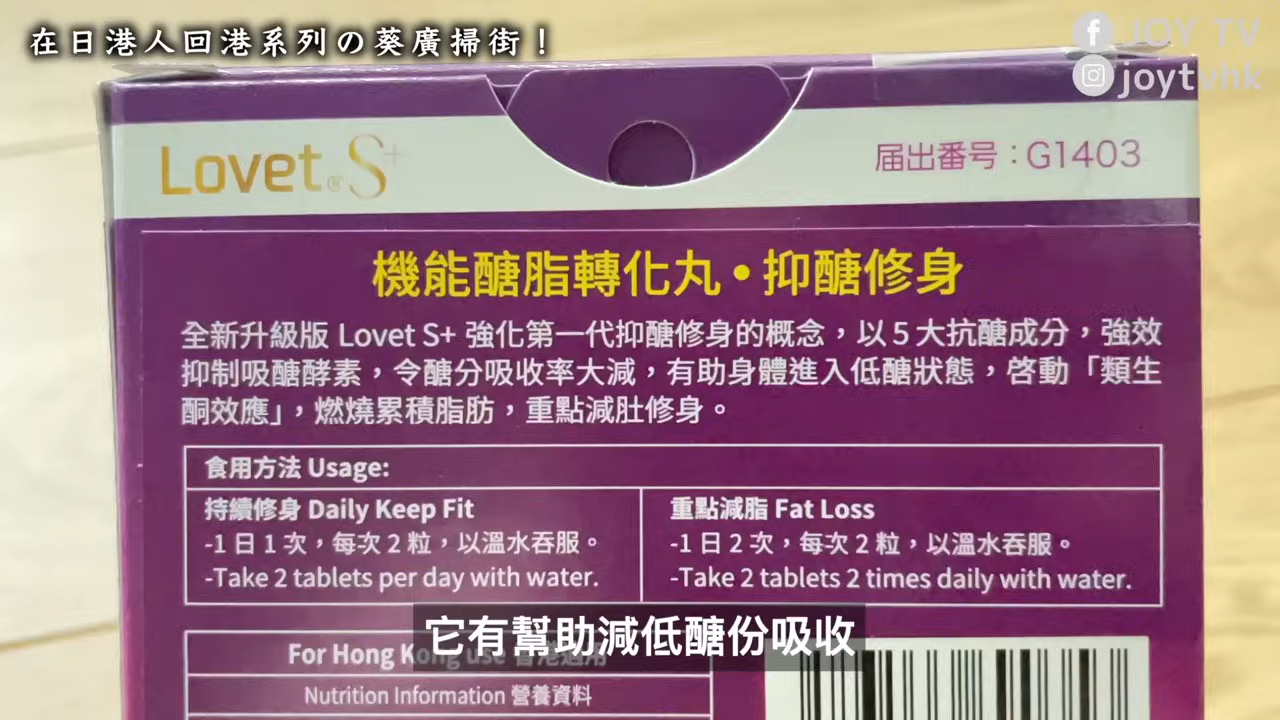 在日港人回港系列の葵廣掃街！
JOY TV
joytvhk
Lovet® S+
届出番号：G1403
機能醣脂轉化丸•抑醣修身
全新升級版 Lovet S+ 強化第一代抑醣修身的概念，以 5 大抗醣成分，強效
抑制吸醣酵素，令醣分吸收率大減，有助身體進入低醣狀態，啓動「類生
酮效應」，燃燒累積脂肪，重點減肚修身。
食用方法 Usage:
持續修身 Daily Keep Fit
-1 日 1 次，每次 2 粒，以溫水吞服。
-Take 2 tablets per day with water.
重點減脂 Fat Loss
-1 日 2 次，每次 2 粒，以溫水吞服。
-Take 2 tablets 2 times daily with water.
它有幫助減低醣份吸收
For Hong Kong use 香港適用
Nutrition Information 營養資料